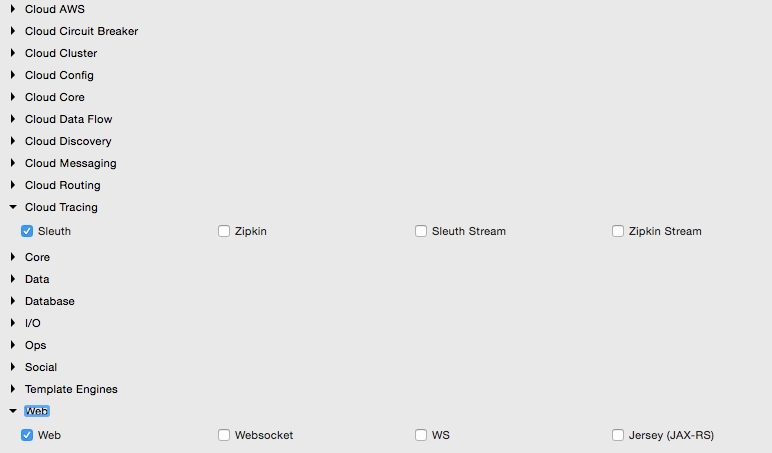 Cloud AWS
Cloud Circuit Breaker
Cloud Cluster
Cloud Config
Cloud Core
Cloud Data Flow
Cloud Discovery
Cloud Messaging
Cloud Routing
Cloud Tracing
Sleuth Zipkin Sleuth Stream Zipkin Stream
Core
Data
Database
I/O
Ops
Social
Template Engines
Web
Web Websocket WS Jersey (JAX-RS)